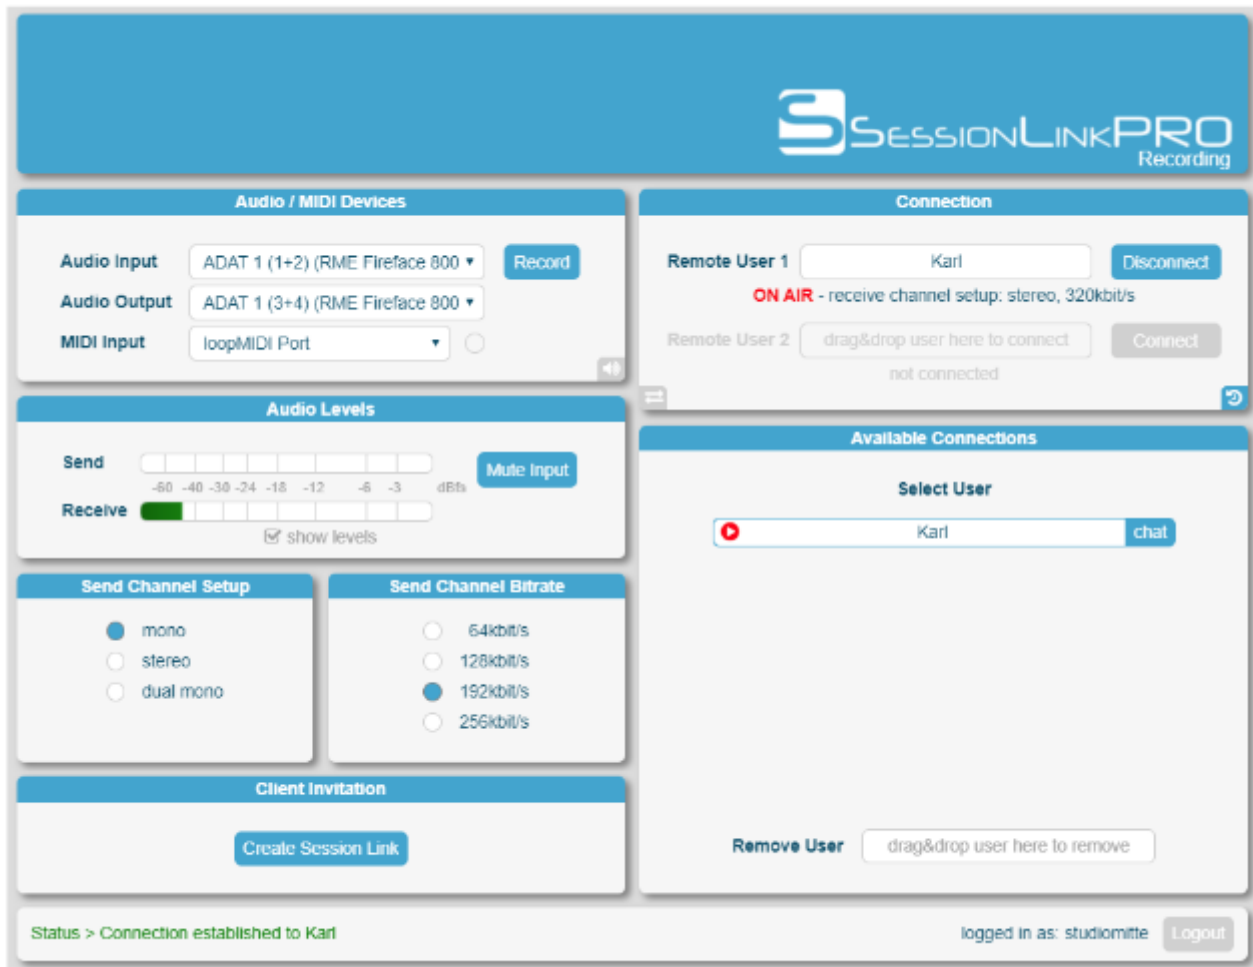 SESSIONLINKPRO
Recording
Audio / MIDI Devices
Audio Input ADAT 1 (1+2) (RME Fireface 800 Record
Audio Output ADAT 1 (3+4) (RME Fireface 800
MIDI Input loopMIDI Port
Connection
Remote User 1 Karl Disconnect
ON AIR - receive channel setup: stereo, 320kbit/s
Remote User 2 drag&drop user here to connect Connect
not connected
Audio Levels
Send Mute Input
-60 -40 -30 -24 -18 -12 -6 -3 dBfs
Receive
show levels
Available Connections
Select User
Karl chat
Send Channel Setup
mono
stereo
dual mono
Send Channel Bitrate
64kbit/s
128kbit/s
192kbit/s
256kbit/s
Client Invitation
Create Session Link
Remove User drag&drop user here to remove
Status > Connection established to Karl
logged in as: studiomitte Logout